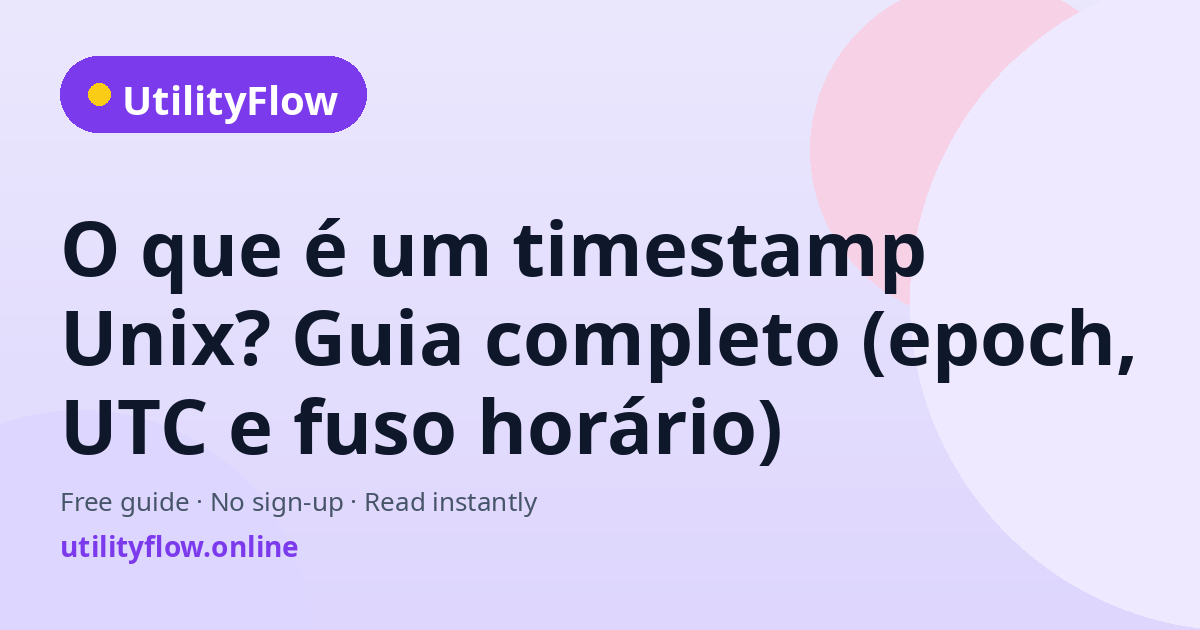 UtilityFlow
O que é um timestamp
Unix? Guia completo (epoch,
UTC e fuso horário)
Free guide · No sign-up · Read instantly
utilityflow.online